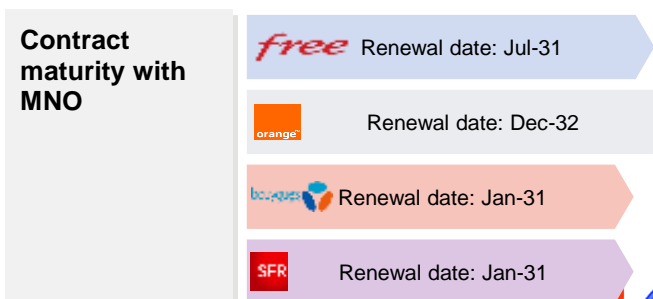 Contract
maturity with
MNO
free Renewal date: Jul-31
orange Renewal date: Dec-32
bouygues Renewal date: Jan-31
SFR Renewal date: Jan-31